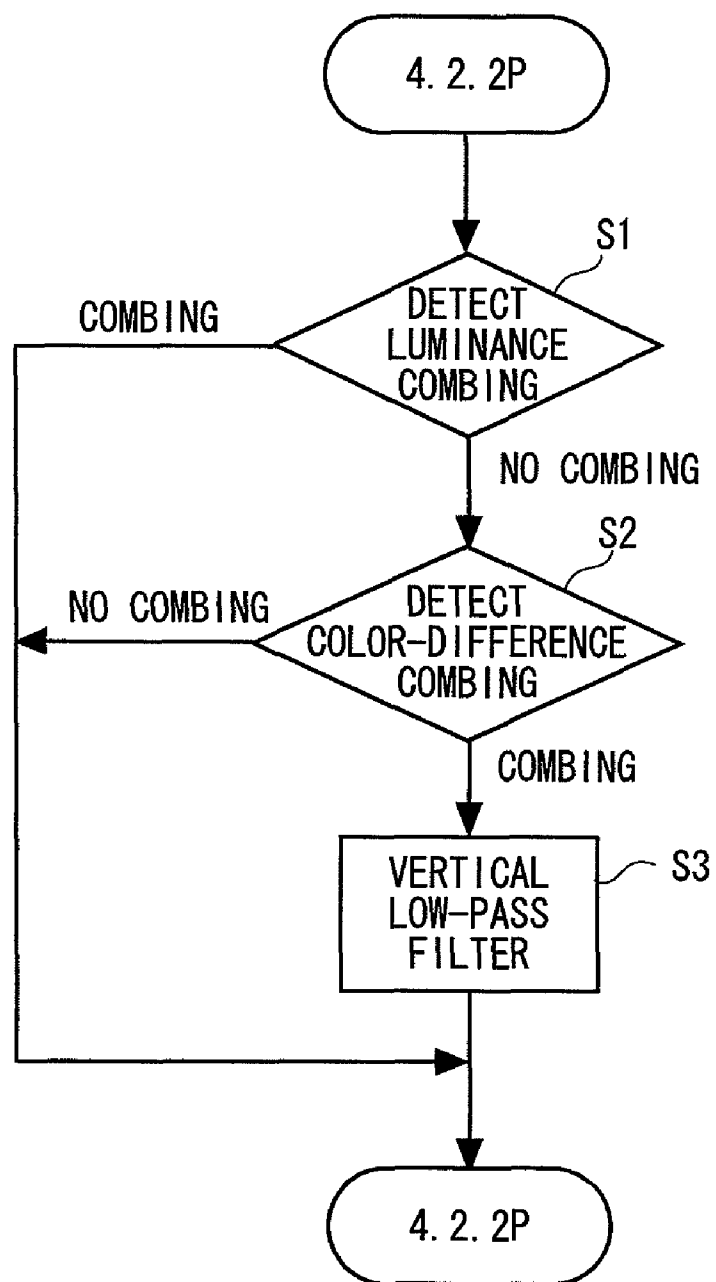 4.2.2P
S1
DETECT
LUMINANCE
COMBING
COMBING
NO COMBING
S2
DETECT
COLOR-DIFFERENCE
COMBING
NO COMBING
COMBING
S3
VERTICAL
LOW-PASS
FILTER
4.2.2P